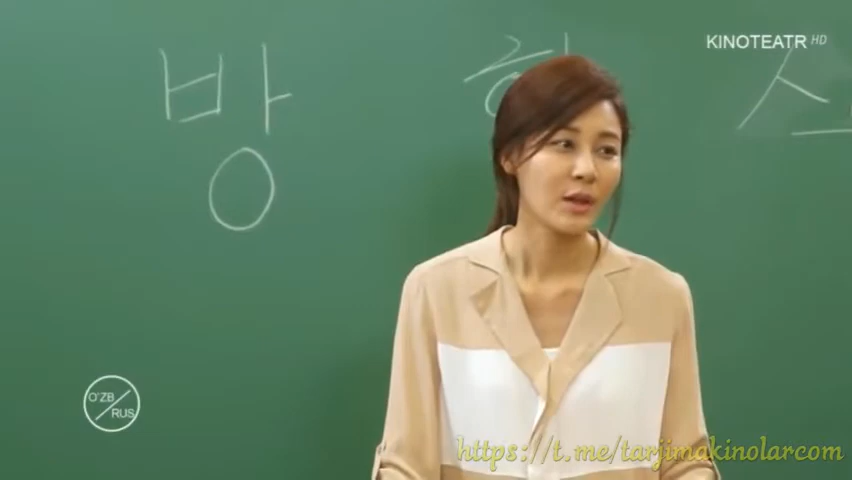 KINOTEATR HD
방
O'ZB
RUS
https://t.me/tarjimakinolarcom